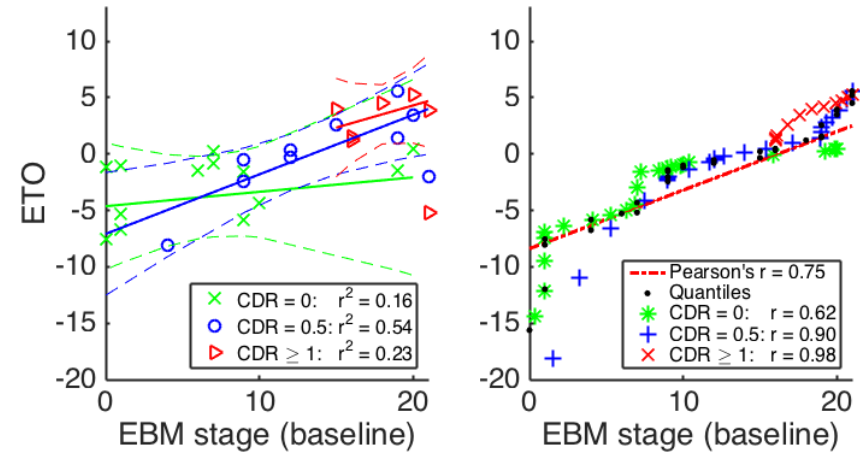 10
5
0
-5
-10
-15
-20
ETO
0
10
20
EBM stage (baseline)
CDR = 0: r² = 0.16
CDR = 0.5: r² = 0.54
CDR ≥ 1: r² = 0.23
10
5
0
-5
-10
-15
-20
0
10
20
EBM stage (baseline)
Pearson's r = 0.75
Quantiles
CDR = 0: r = 0.62
CDR = 0.5: r = 0.90
CDR ≥ 1: r = 0.98